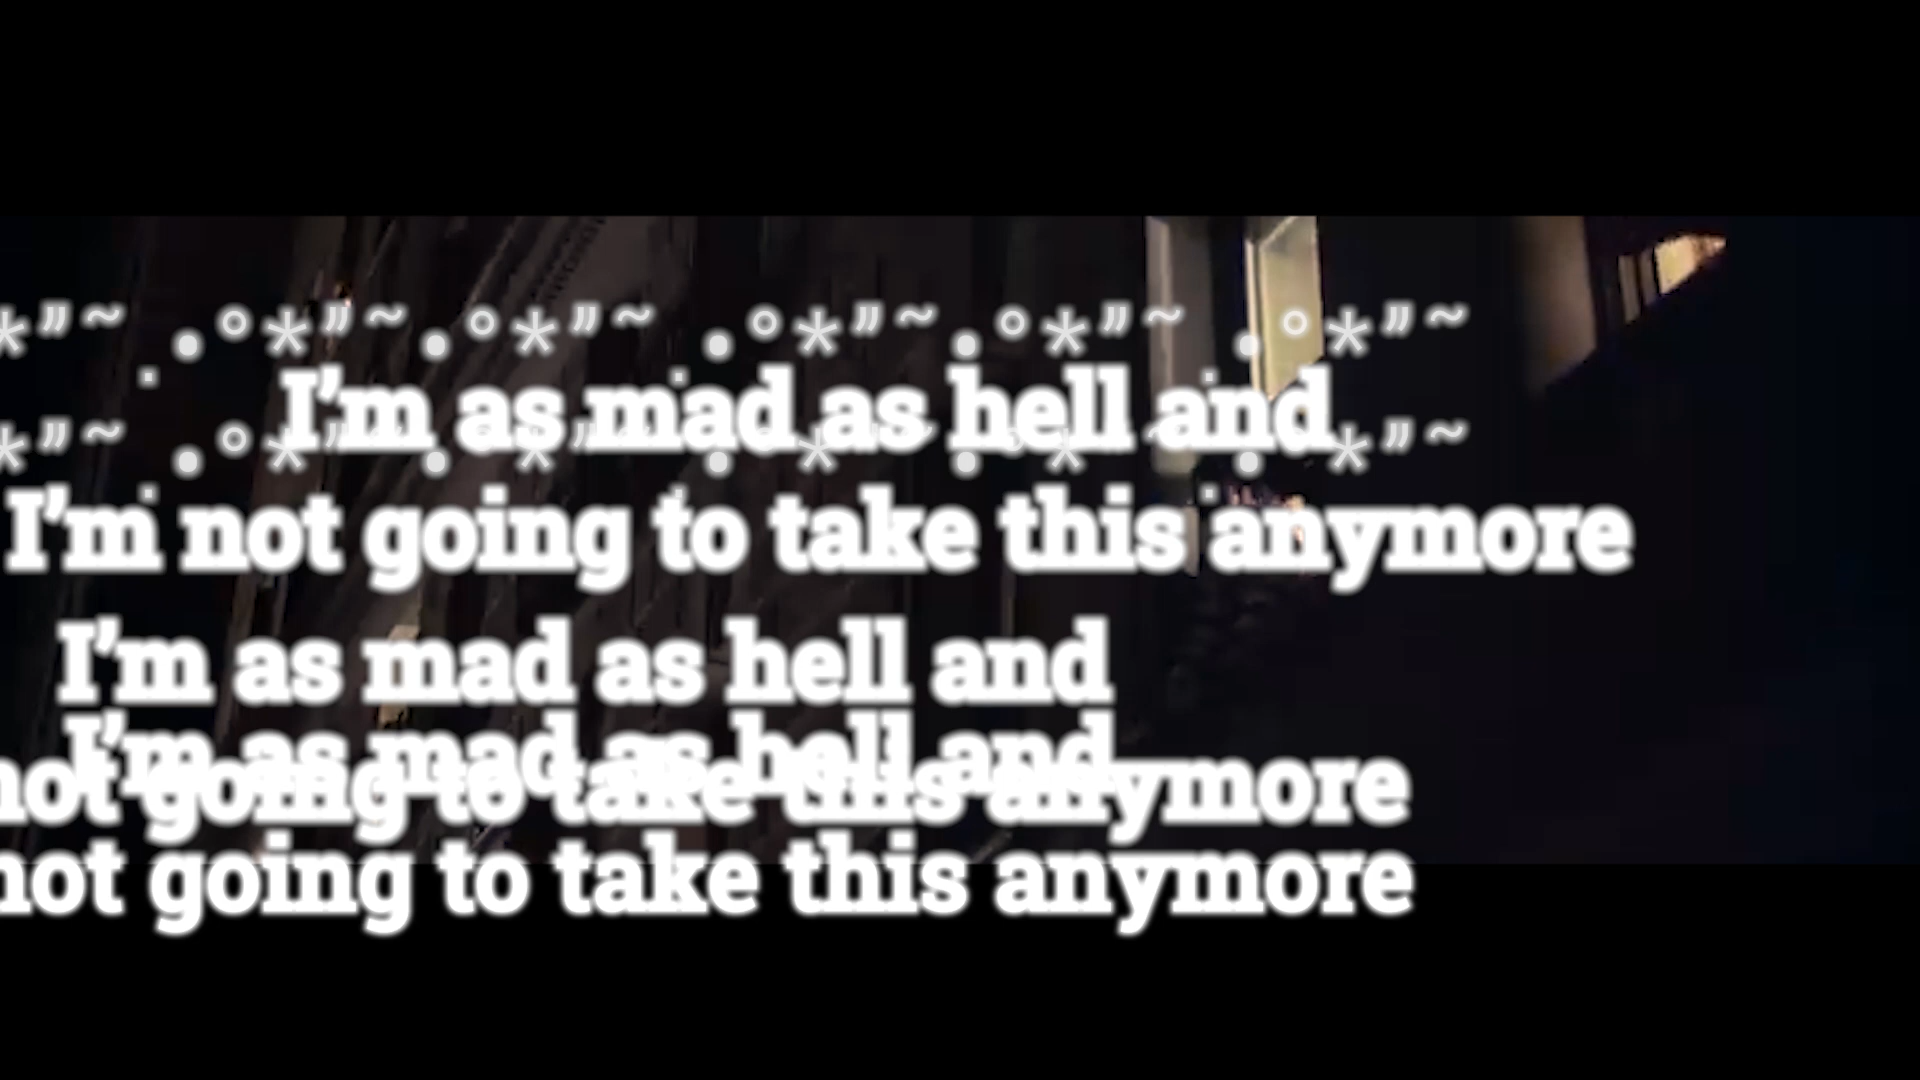 *”~ .•°*”~.•°*”~ .•°*”~.•°*”~ .•°*”~
I’m as mad as hell and
*”~ .•°* • *” • * • * • *”~
I’m not going to take this anymore
I’m as mad as hell and
I’m as mad as hell and
not going to take this anymore
not going to take this anymore